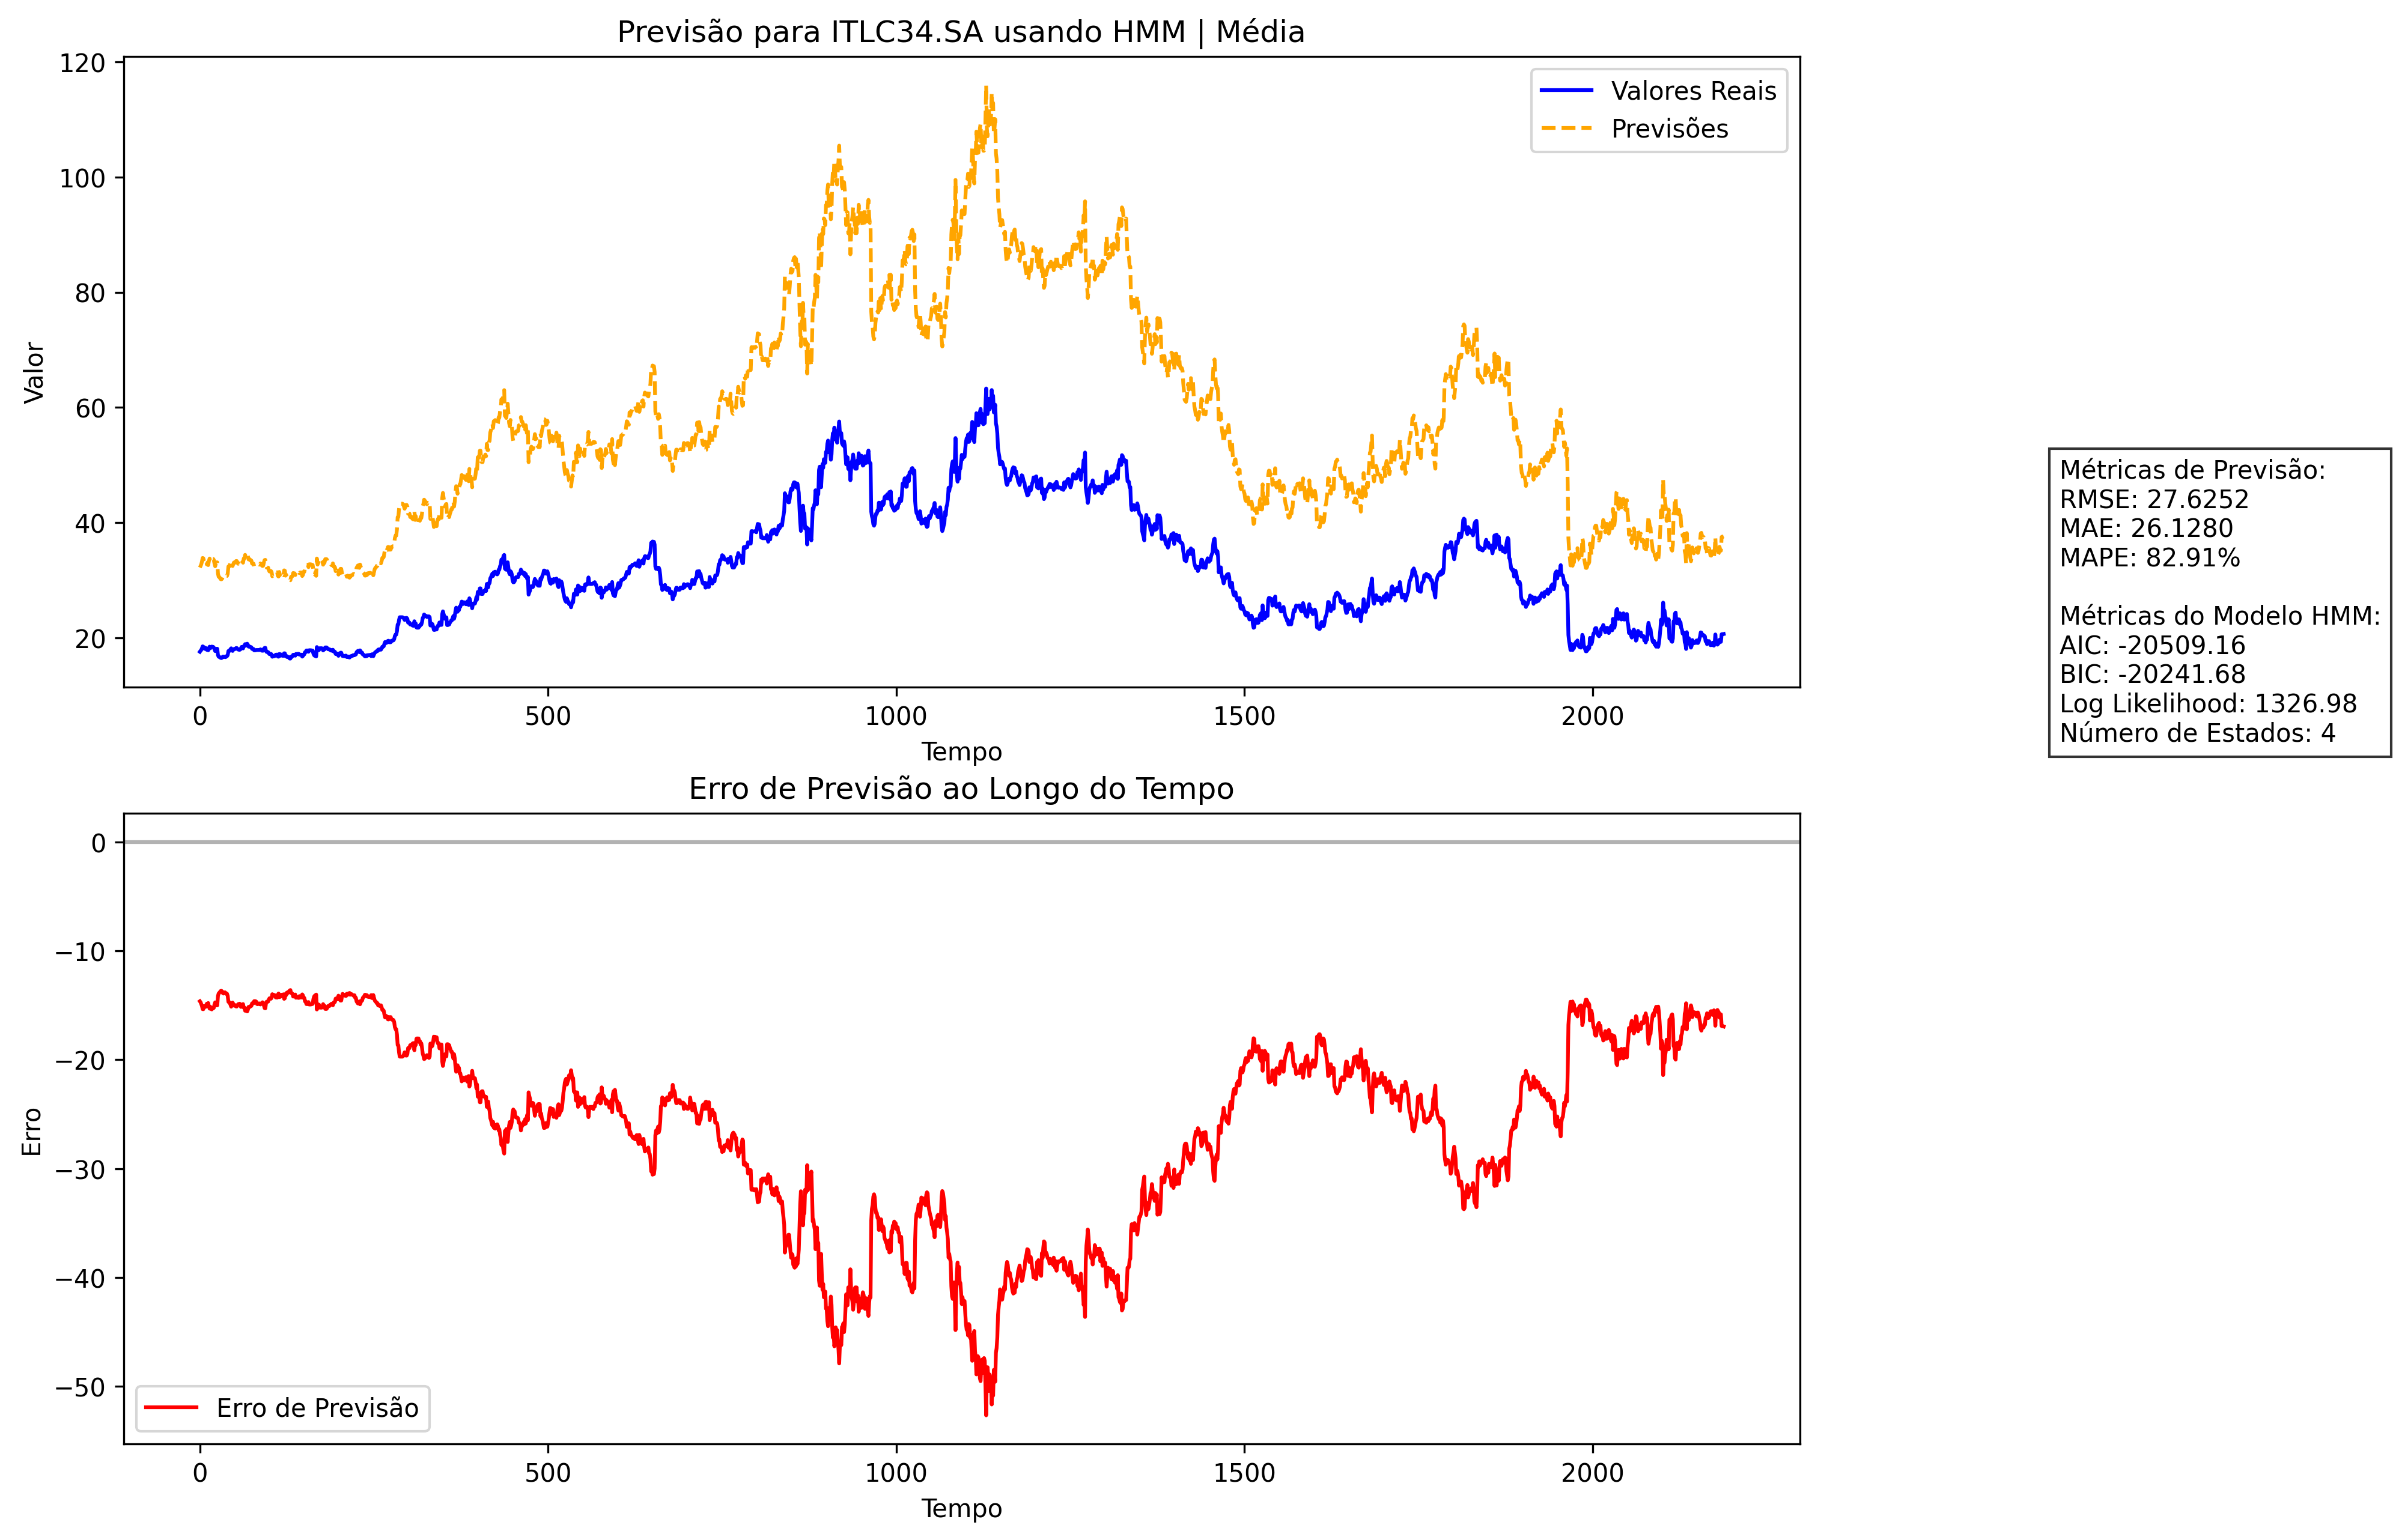 Previsão para ITLC34.SA usando HMM | Média
120
100
80
60
40
20
Valor
Valores Reais
Previsões
0
500
1000
1500
2000
Tempo
Métricas de Previsão:
RMSE: 27.6252
MAE: 26.1280
MAPE: 82.91%
Métricas do Modelo HMM:
AIC: -20509.16
BIC: -20241.68
Log Likelihood: 1326.98
Número de Estados: 4
Erro de Previsão ao Longo do Tempo
0
−10
−20
−30
−40
−50
Erro
Erro de Previsão
0
500
1000
1500
2000
Tempo